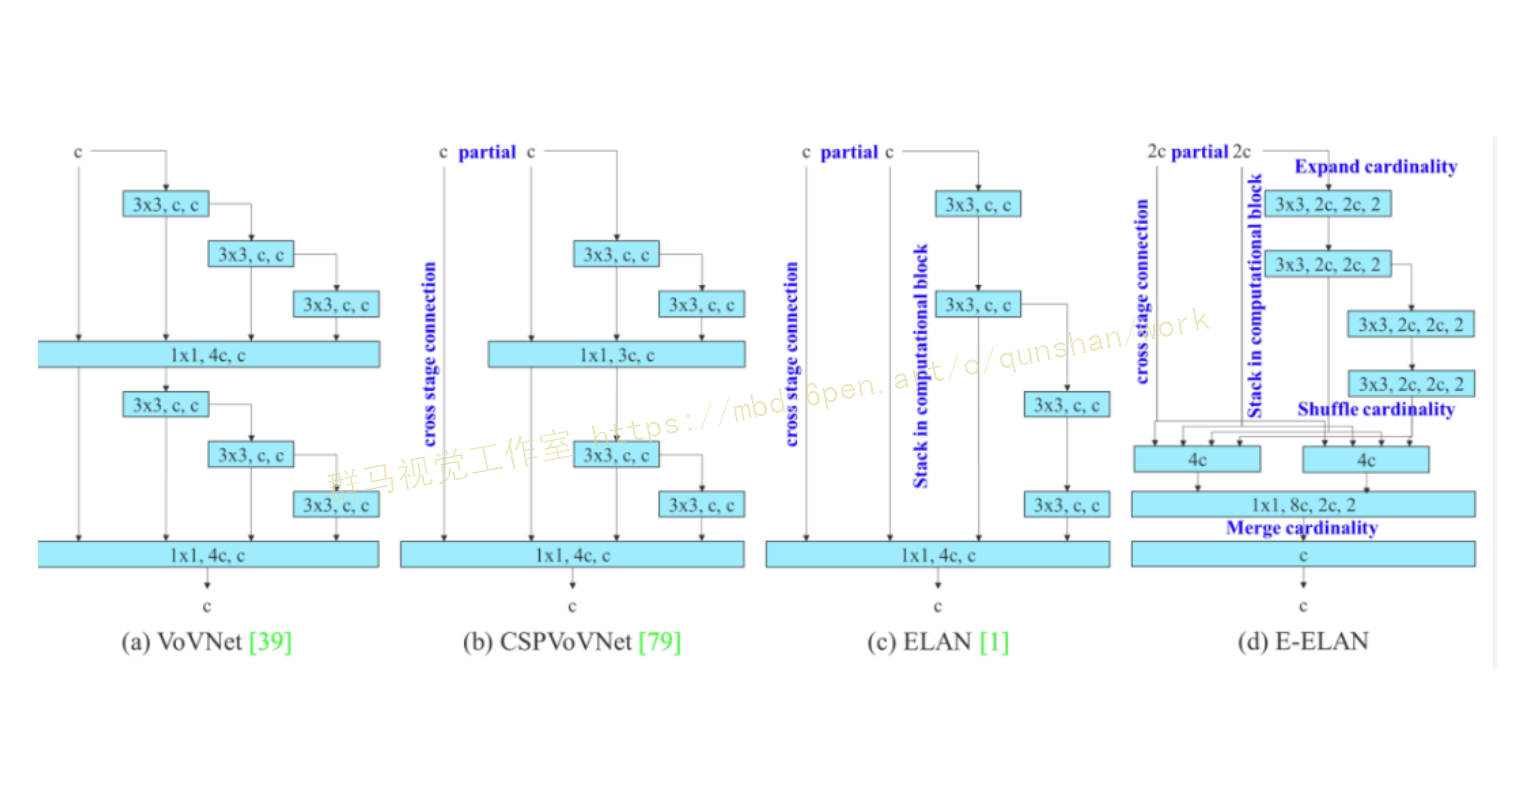 c
3x3, c, c
3x3, c, c
3x3, c, c
1x1, 4c, c
3x3, c, c
3x3, c, c
3x3, c, c
1x1, 4c, c
c
(a) VoVNet [39]
c partial c
cross stage connection
3x3, c, c
3x3, c, c
1x1, 3c, c
3x3, c, c
3x3, c, c
1x1, 4c, c
c
(b) CSPVoVNet [79]
c partial c
cross stage connection
Stack in computational block
3x3, c, c
3x3, c, c
3x3, c, c
3x3, c, c
1x1, 4c, c
c
(c) ELAN [1]
2c partial 2c
Expand cardinality
cross stage connection
Stack in computational block
3x3, 2c, 2c, 2
3x3, 2c, 2c, 2
3x3, 2c, 2c, 2
3x3, 2c, 2c, 2
Shuffle cardinality
4c
4c
1x1, 8c, 2c, 2
Merge cardinality
c
c
(d) E-ELAN
群马视觉工作室 https://mbd.pen.art/o/qunshan/work